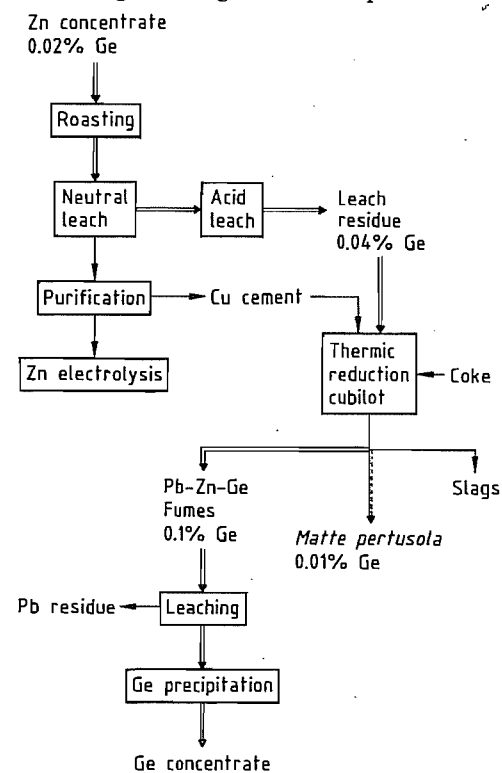 Zn concentrate
0.02% Ge
Roasting
Neutral
leach
Acid
leach
Leach
residue
0.04% Ge
Purification
Cu cement
Zn electrolysis
Thermic
reduction
cubilot
Coke
Pb-Zn-Ge
Fumes
0.1% Ge
Matte pertusola
0.01% Ge
Slags
Pb residue
Leaching
Ge precipitation
Ge concentrate